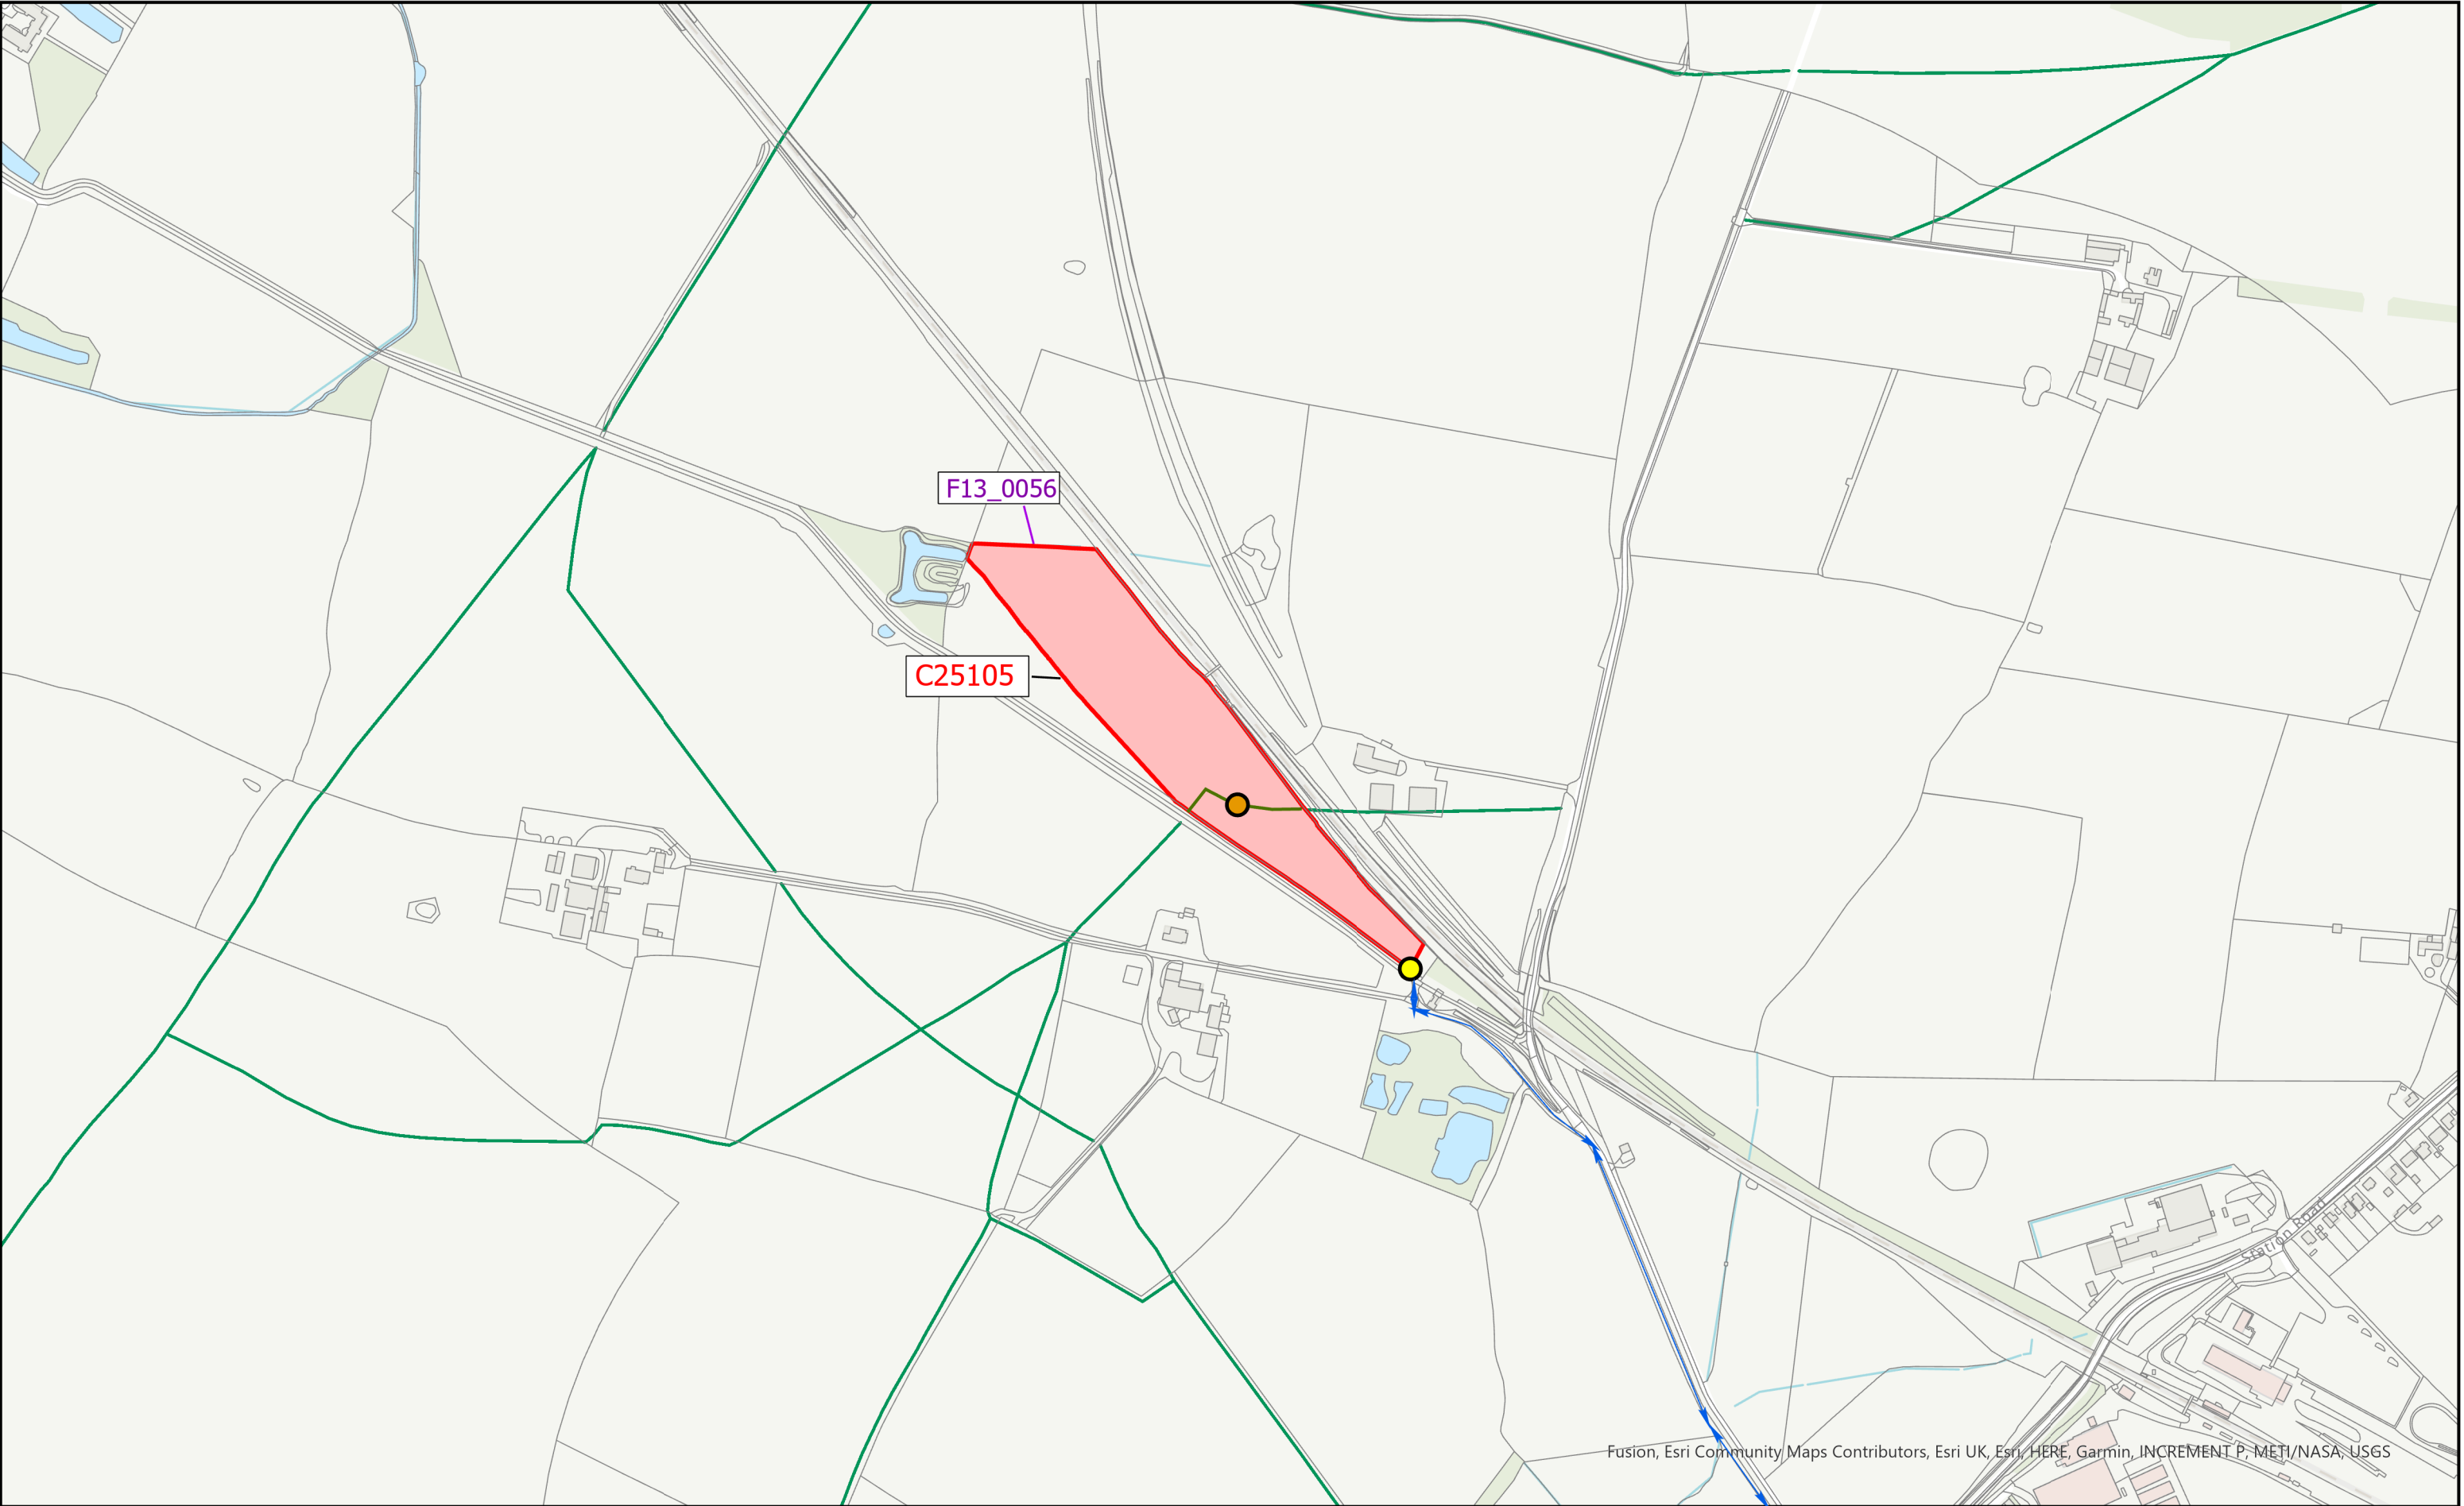 F13_0056
C25105
Station Road
Fusion, Esri Community Maps Contributors, Esri UK, Esri, HERE, Garmin, INCREMENT P, METI/NASA, USGS